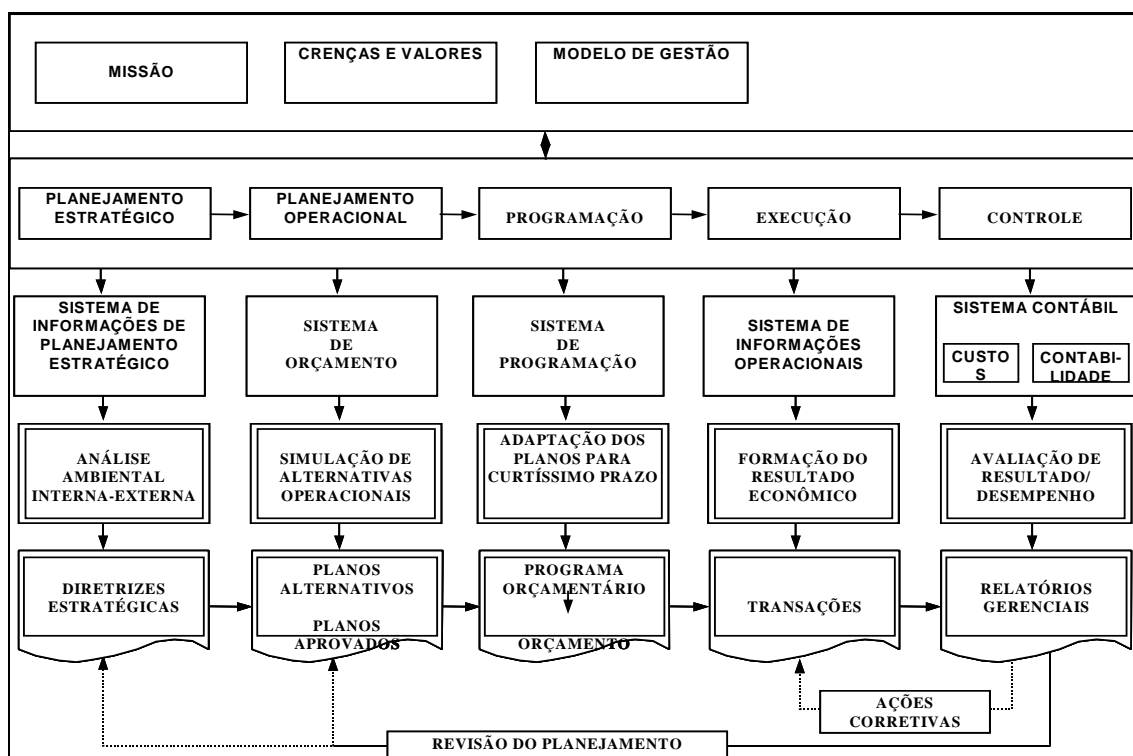 MISSÃO
CRENÇAS E VALORES
MODELO DE GESTÃO
PLANEJAMENTO
ESTRATÉGICO
PLANEJAMENTO
OPERACIONAL
PROGRAMAÇÃO
EXECUÇÃO
CONTROLE
SISTEMA DE
INFORMAÇÕES DE
PLANEJAMENTO
ESTRATÉGICO
SISTEMA
DE
ORÇAMENTO
SISTEMA
DE
PROGRAMAÇÃO
SISTEMA DE
INFORMAÇÕES
OPERACIONAIS
SISTEMA CONTÁBIL
CUSTO
S
CONTABI-
LIDADE
ANÁLISE
AMBIENTAL
INTERNA-EXTERNA
SIMULAÇÃO DE
ALTERNATIVAS
OPERACIONAIS
ADAPTAÇÃO DOS
PLANOS PARA
CURTÍSSIMO PRAZO
FORMAÇÃO DO
RESULTADO
ECONÔMICO
AVALIAÇÃO DE
RESULTADO/
DESEMPENHO
DIRETRIZES
ESTRATÉGICAS
PLANOS
ALTERNATIVOS
PLANOS
APROVADOS
PROGRAMA
ORÇAMENTÁRIO
ORÇAMENTO
TRANSAÇÕES
RELATÓRIOS
GERENCIAIS
AÇÕES
CORRETIVAS
REVISÃO DO PLANEJAMENTO